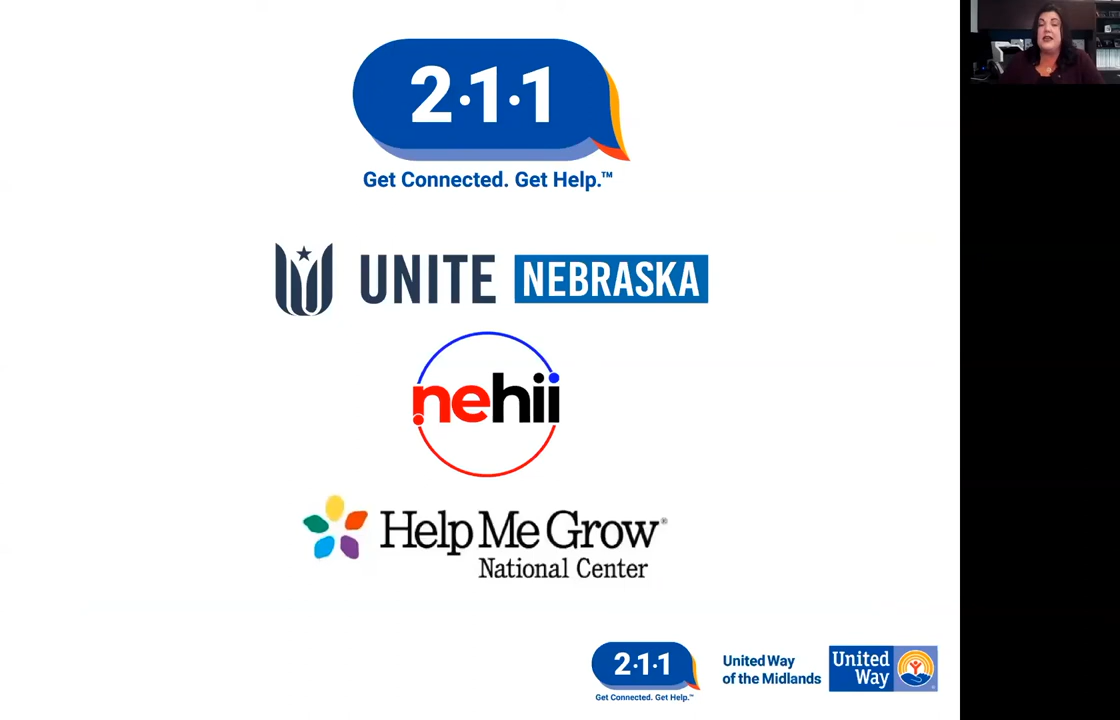 2·1·1
Get Connected. Get Help.™
UNITE NEBRASKA
nehii
Help Me Grow®
National Center
2·1·1
Get Connected. Get Help.™
United Way
of the Midlands
United
Way